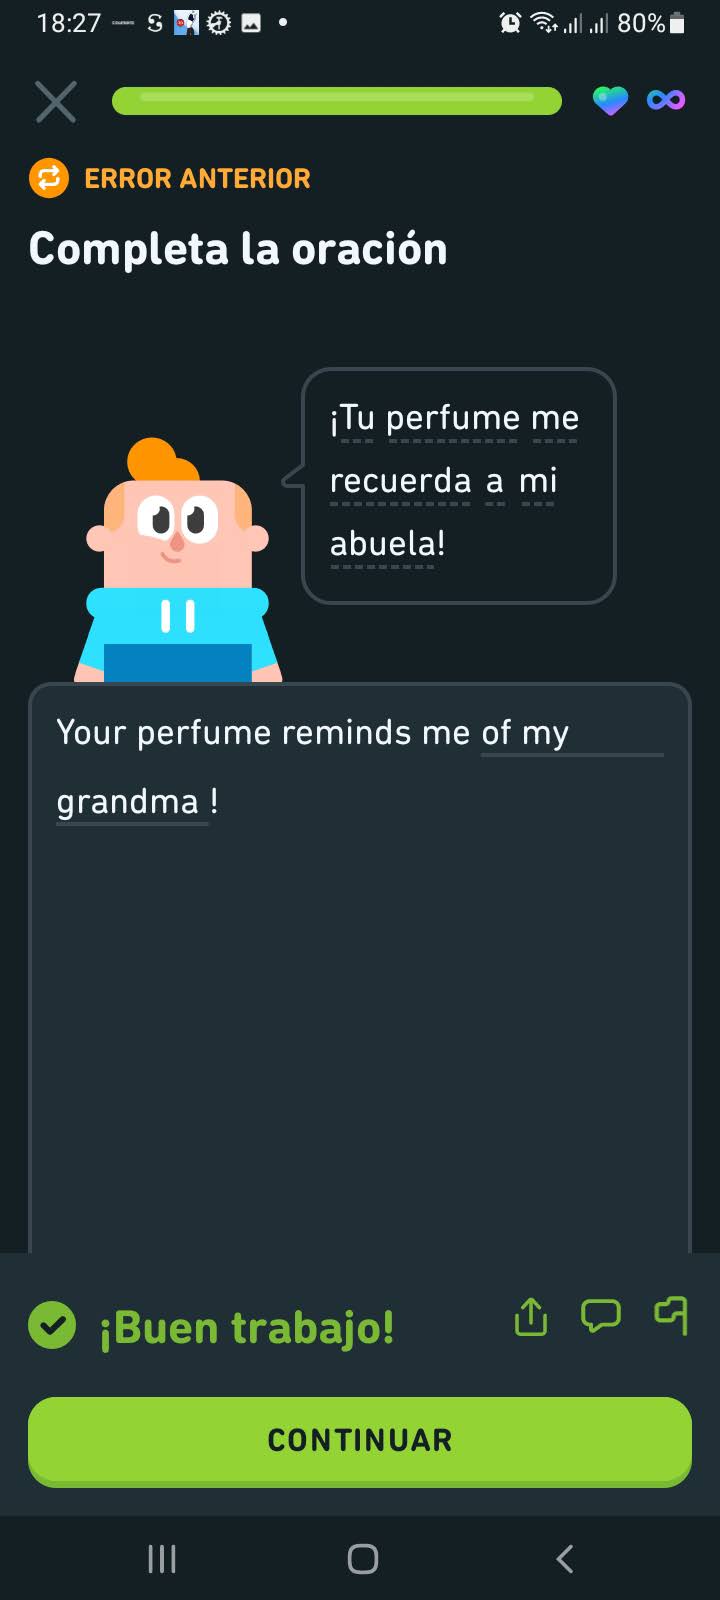 18:27 80%
ERROR ANTERIOR
Completa la oración
¡Tu perfume me
recuerda a mi
abuela!
Your perfume reminds me of my
grandma !
¡Buen trabajo!
CONTINUAR